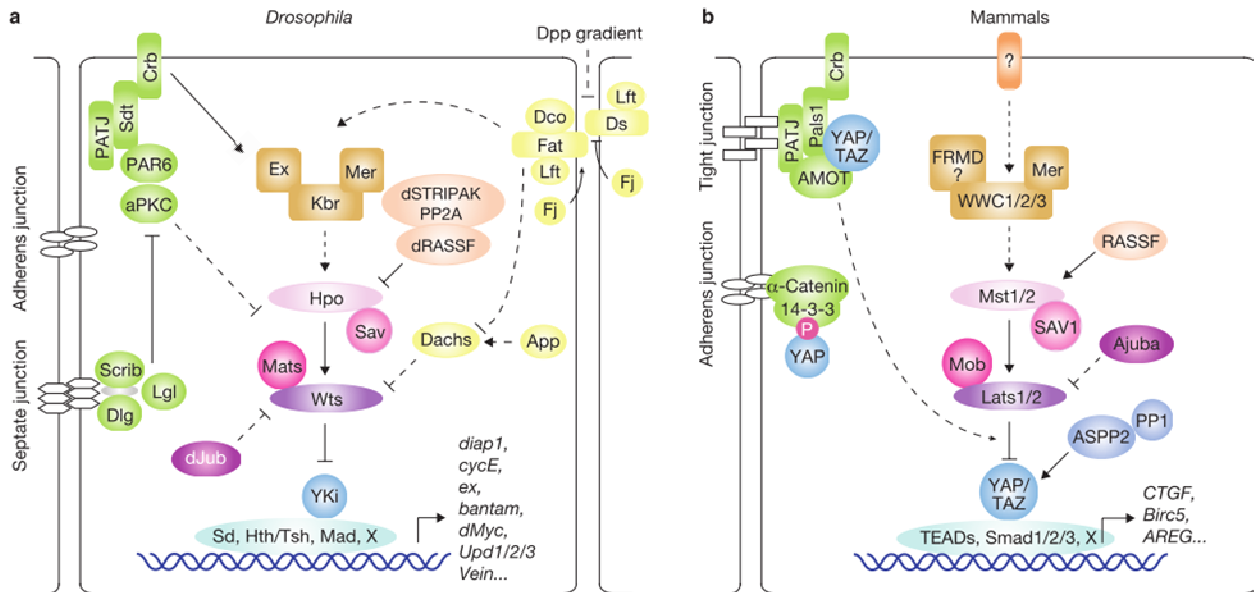 a
Drosophila
Dpp gradient
Crb
Sdt
PATJ
PAR6
aPKC
Ex
Mer
Kbr
dSTRIPAK
PP2A
dRASSF
Dco
Fat
Lft
Fj
Lft
Ds
Fj
Adherens junction
Hpo
Sav
Mats
Wts
Dachs
App
Septate junction
Scrib
Lgl
Dlg
dJub
YKi
Sd, Hth/Tsh, Mad, X
diap1,
cycE,
ex,
bantam,
dMyc,
Upd1/2/3
Vein...
b
Mammals
?
Tight junction
Crb
Pals1
PATJ
YAP/
TAZ
AMOT
FRMD
?
Mer
WWC1/2/3
RASSF
Adherens junction
α-Catenin
14-3-3
P
YAP
Mst1/2
SAV1
Mob
Lats1/2
Ajuba
ASPP2
PP1
YAP/
TAZ
TEADs, Smad1/2/3, X
CTGF,
Birc5,
AREG...